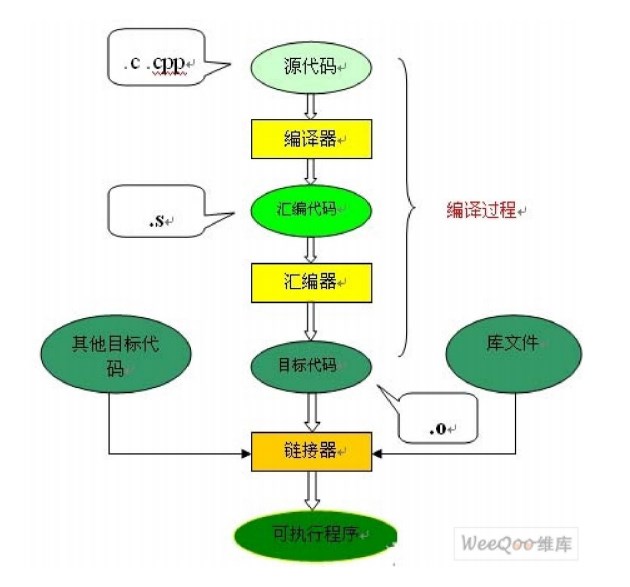 .c .cpp
源代码
编译器
汇编代码
.s
编译过程
汇编器
其他目标代
码
目标代码
库文件
.o
链接器
可执行程序
WeeQoo维库